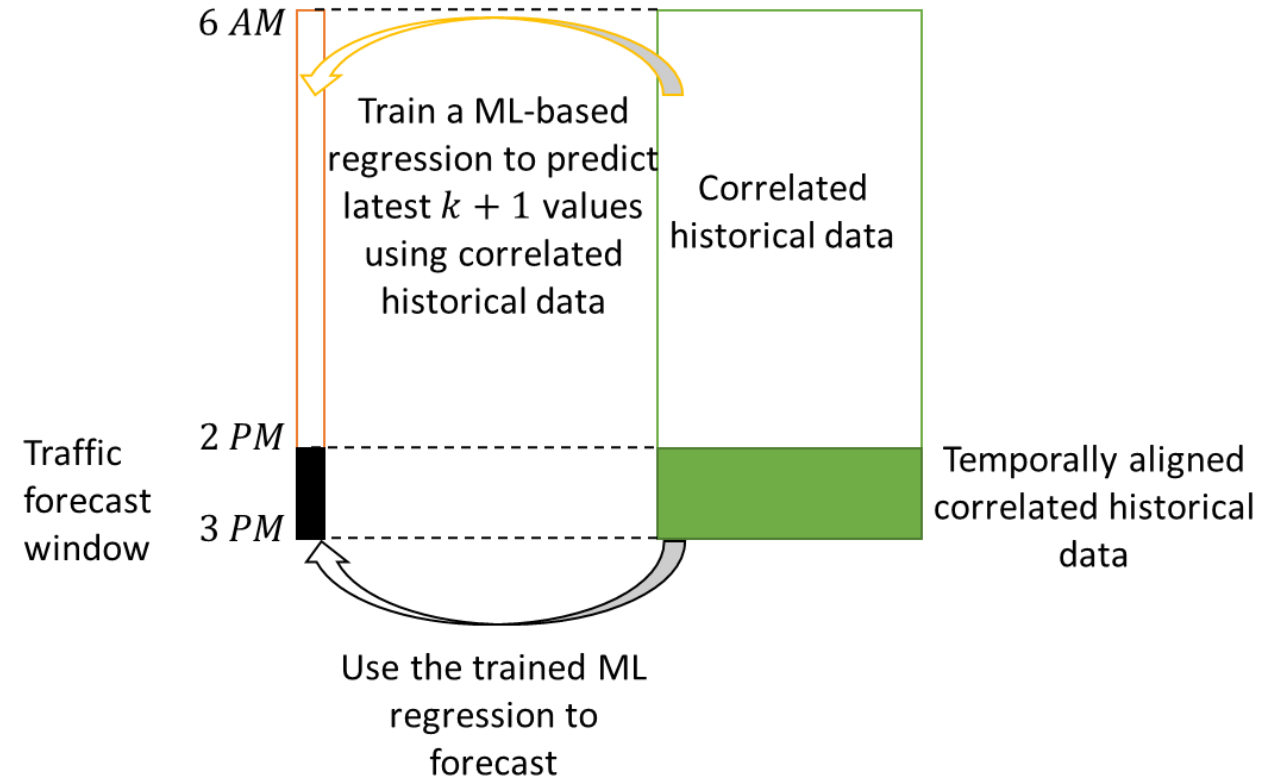 6 AM
Train a ML-based
regression to predict
latest k + 1 values
using correlated
historical data
Correlated
historical data
2 PM
Traffic
forecast
window
3 PM
Temporally aligned
correlated historical
data
Use the trained ML
regression to
forecast